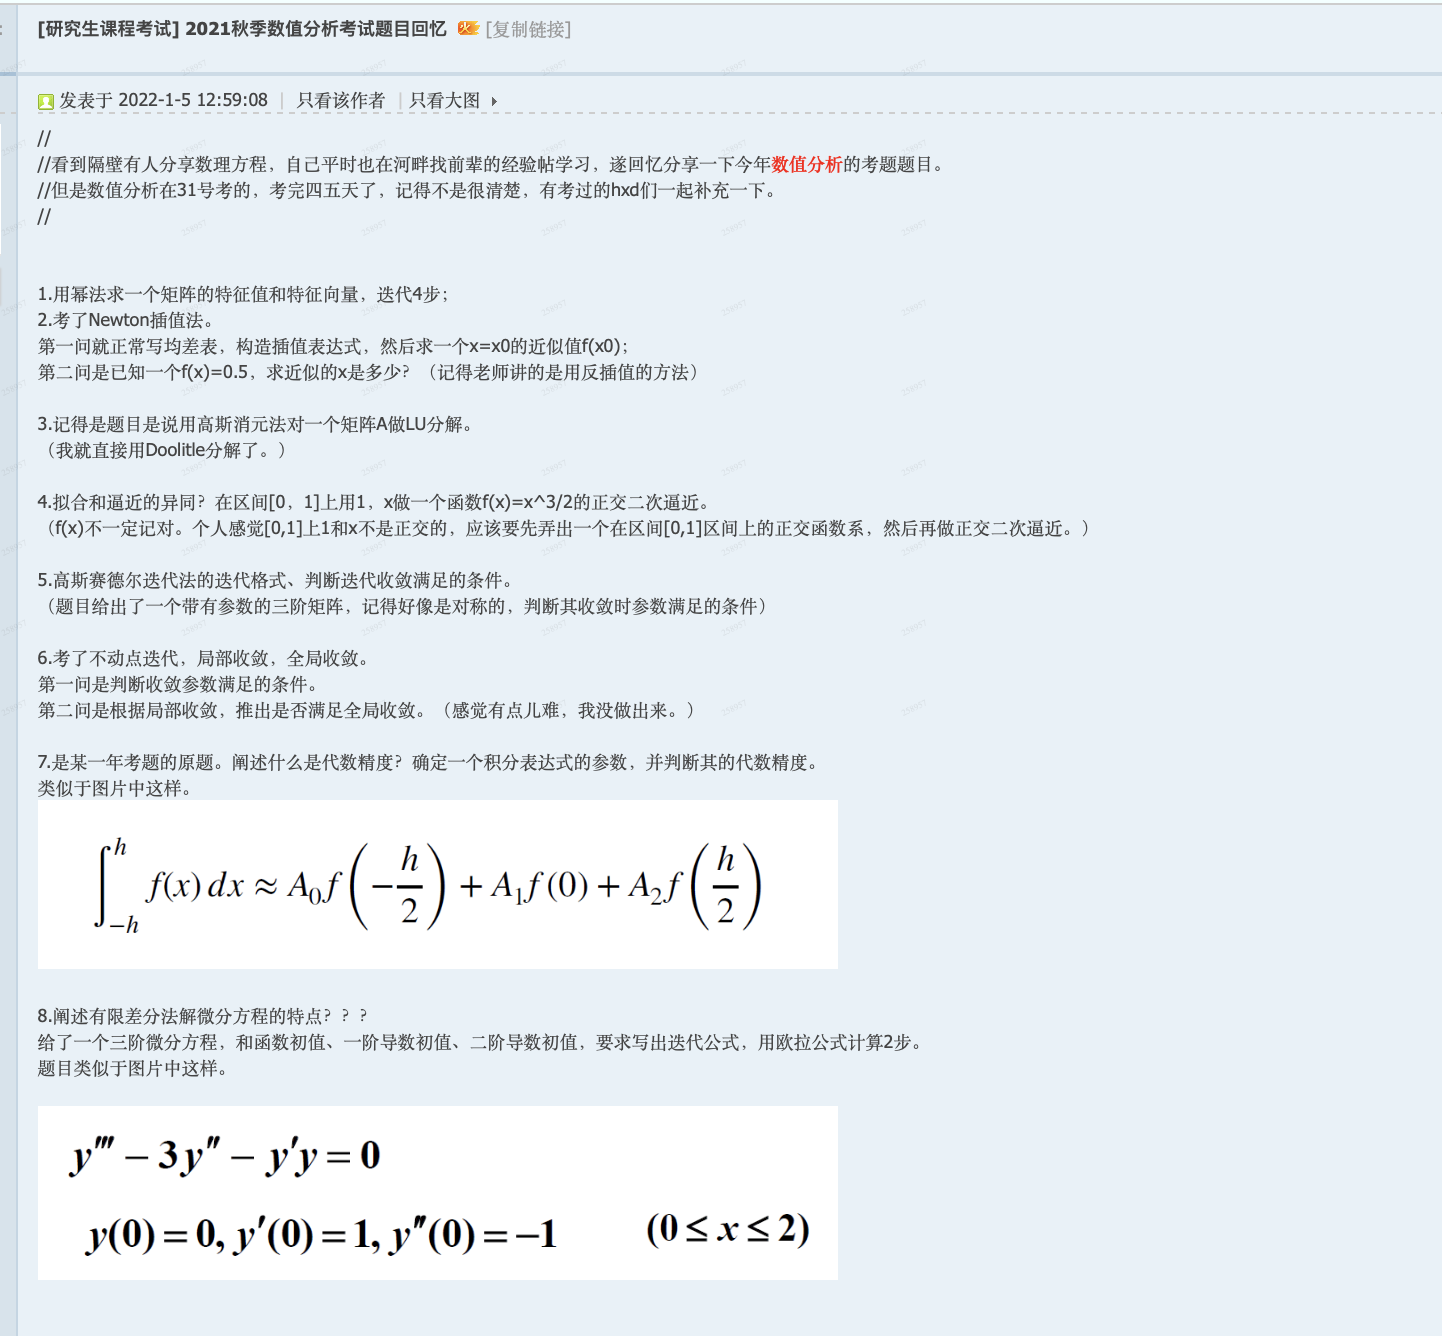 [研究生课程考试] 2021秋季数值分析考试题目回忆 火 [复制链接]
发表于 2022-1-5 12:59:08 | 只看该作者 | 只看大图
//
//看到隔壁有人分享数理方程，自己平时也在河畔找前辈的经验帖学习，遂回忆分享一下今年数值分析的考题题目。
//但是数值分析在31号考的，考完四五天了，记得不是很清楚，有考过的hxd们一起补充一下。
//
1.用幂法求一个矩阵的特征值和特征向量，迭代4步；
2.考了Newton插值法。
第一问就正常写均差表，构造插值表达式，然后求一个x=x0的近似值f(x0)；
第二问是已知一个f(x)=0.5，求近似的x是多少？（记得老师讲的是用反插值的方法）
3.记得是题目是说用高斯消元法对一个矩阵A做LU分解。
（我就直接用Doolitle分解了。）
4.拟合和逼近的异同？在区间[0，1]上用1，x做一个函数f(x)=x^3/2的正交二次逼近。
（f(x)不一定记对。个人感觉[0,1]上1和x不是正交的，应该要先弄出一个在区间[0,1]区间上的正交函数系，然后再做正交二次逼近。）
5.高斯赛德尔迭代法的迭代格式、判断迭代收敛满足的条件。
（题目给出了一个带有参数的三阶矩阵，记得好像是对称的，判断其收敛时参数满足的条件）
6.考了不动点迭代，局部收敛，全局收敛。
第一问是判断收敛参数满足的条件。
第二问是根据局部收敛，推出是否满足全局收敛。（感觉有点儿难，我没做出来。）
7.是某一年考题的原题。阐述什么是代数精度？确定一个积分表达式的参数，并判断其的代数精度。
类似于图片中这样。
∫_{-h}^{h} f(x) dx ≈ A₀f(−h/2) + A₁f(0) + A₂f(h/2)
8.阐述有限差分法解微分方程的特点？？？
给了一个三阶微分方程，和函数初值、一阶导数初值、二阶导数初值，要求写出迭代公式，用欧拉公式计算2步。
题目类似于图片中这样。
y''' − 3y'' − y'y = 0
y(0) = 0, y'(0) = 1, y''(0) = −1 (0 ≤ x ≤ 2)